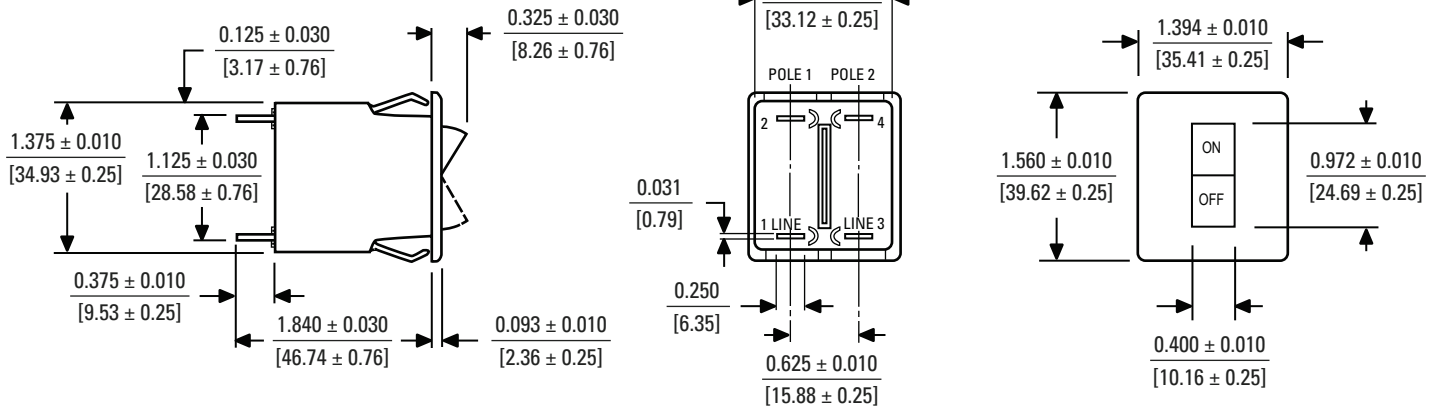 0.125 ± 0.030
[3.17 ± 0.76]
0.325 ± 0.030
[8.26 ± 0.76]
1.375 ± 0.010
[34.93 ± 0.25]
1.125 ± 0.030
[28.58 ± 0.76]
0.375 ± 0.010
[9.53 ± 0.25]
1.840 ± 0.030
[46.74 ± 0.76]
0.093 ± 0.010
[2.36 ± 0.25]
[33.12 ± 0.25]
POLE 1 POLE 2
2 4
1 LINE LINE 3
0.031
[0.79]
0.250
[6.35]
0.625 ± 0.010
[15.88 ± 0.25]
1.394 ± 0.010
[35.41 ± 0.25]
1.560 ± 0.010
[39.62 ± 0.25]
ON
OFF
0.972 ± 0.010
[24.69 ± 0.25]
0.400 ± 0.010
[10.16 ± 0.25]